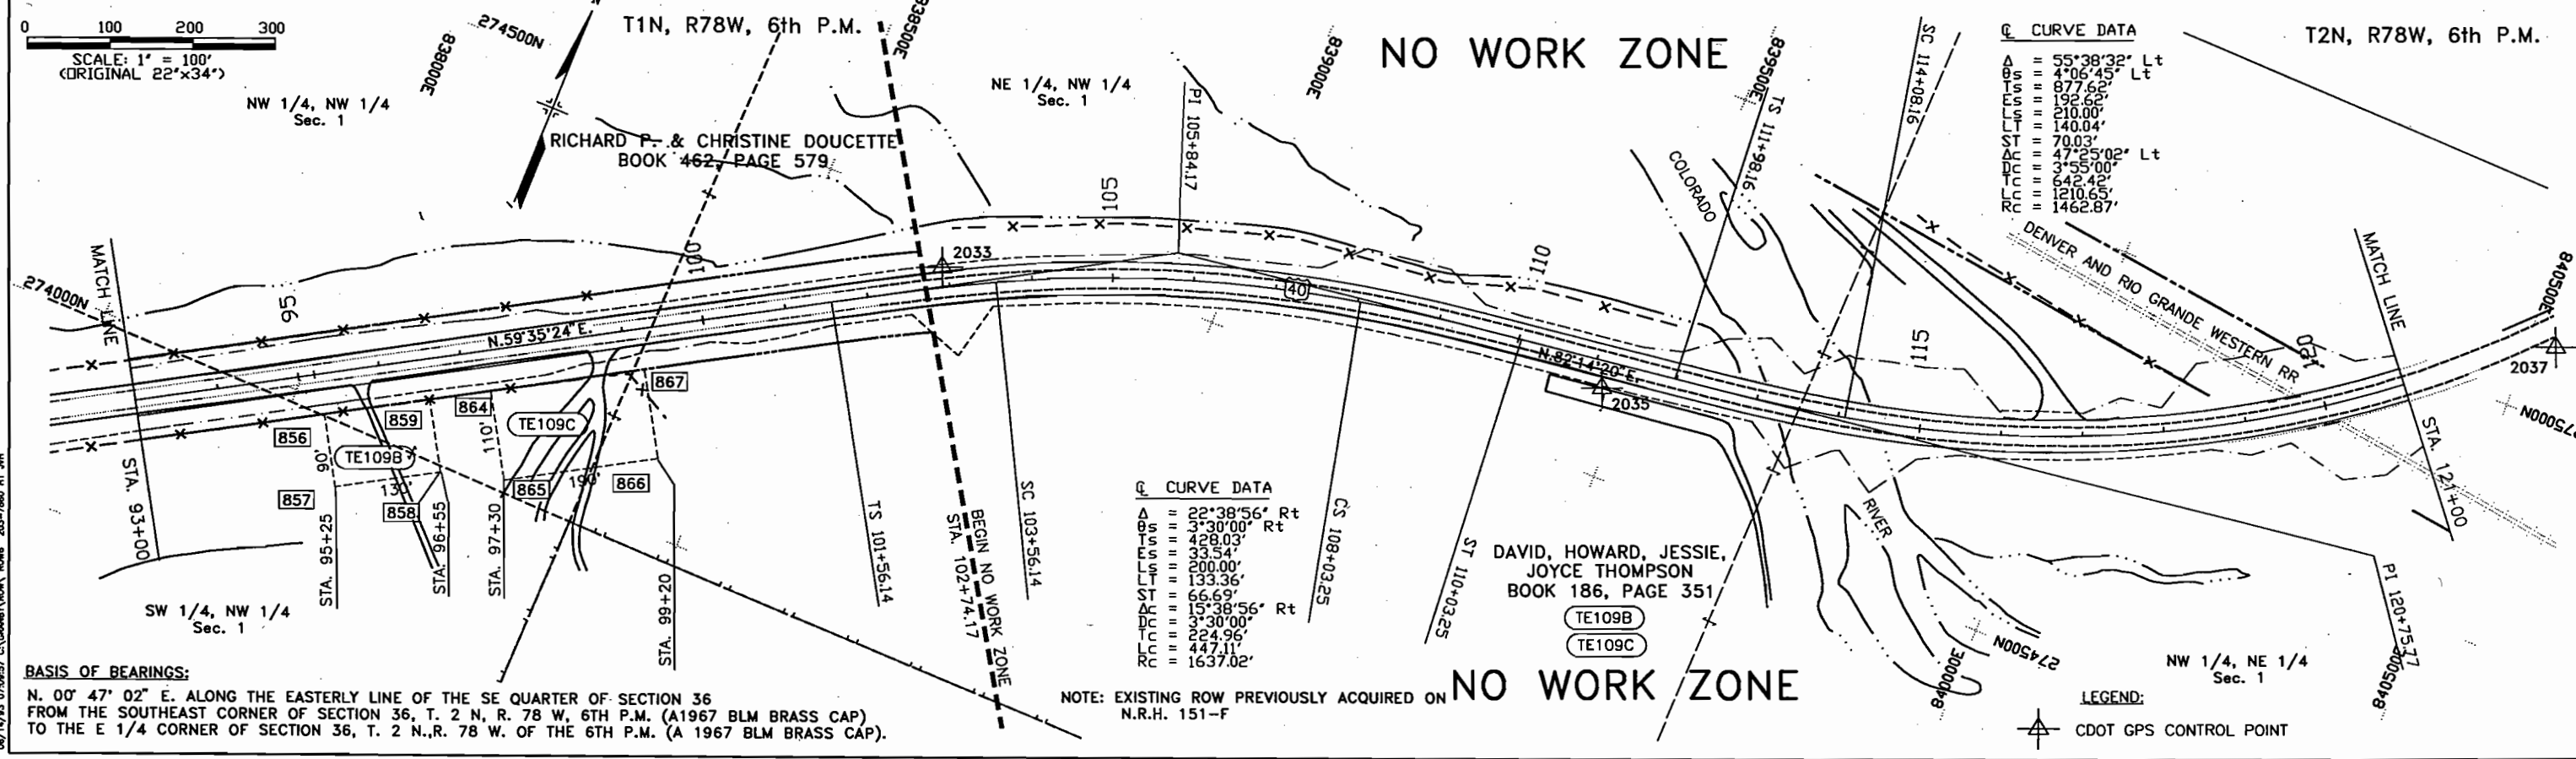 0 100 200 300
SCALE: 1" = 100'
(ORIGINAL 22"x34")
274500N
838000E
T1N, R78W, 6th P.M.
838500E
NW 1/4, NW 1/4
Sec. 1
RICHARD P. & CHRISTINE DOUCETTE
BOOK 462, PAGE 579
NE 1/4, NW 1/4
Sec. 1
839000E
NO WORK ZONE
839500E
T2N, R78W, 6th P.M.
℄ CURVE DATA
Δ = 55°38'32" Lt
θs = 4°06'45" Lt
Ts = 877.62'
Es = 192.62'
Ls = 210.00'
LT = 140.04'
ST = 70.03'
Δc = 47°25'02" Lt
Dc = 3°55'00"
Tc = 642.42'
Lc = 1210.65'
Rc = 1462.87'
PI 105+84.17
TS 111+98.16
SC 114+08.16
COLORADO
DENVER AND RIO GRANDE WESTERN RR
MATCH LINE
STA. 121+00
840500E
2037
275000N
274000N
MATCH LINE
STA. 93+00
95
100
105
110
115
120
2033
40
N.59°35'24"E.
N.82°14'20"E.
2035
867
864
859
856
TE109C
TE109B
90'
110'
130'
190'
857
858
865
866
STA. 95+25
STA. 96+55
STA. 97+30
STA. 99+20
TS 101+56.14
BEGIN NO WORK ZONE
STA. 102+74.17
SC 103+56.14
CS 108+03.25
ST 110+03.25
℄ CURVE DATA
Δ = 22°38'56" Rt
θs = 3°30'00" Rt
Ts = 428.03'
Es = 33.54'
Ls = 200.00'
LT = 133.36'
ST = 66.69'
Δc = 15°38'56" Rt
Dc = 3°30'00"
Tc = 224.96'
Lc = 447.11'
Rc = 1637.02'
DAVID, HOWARD, JESSIE,
JOYCE THOMPSON
BOOK 186, PAGE 351
TE109B
TE109C
RIVER
274500N
840000E
PI 120+75.77
840500E
NW 1/4, NE 1/4
Sec. 1
SW 1/4, NW 1/4
Sec. 1
BASIS OF BEARINGS:
N. 00° 47' 02" E. ALONG THE EASTERLY LINE OF THE SE QUARTER OF SECTION 36
FROM THE SOUTHEAST CORNER OF SECTION 36, T. 2 N, R. 78 W, 6TH P.M. (A1967 BLM BRASS CAP)
TO THE E 1/4 CORNER OF SECTION 36, T. 2 N.,R. 78 W. OF THE 6TH P.M. (A 1967 BLM BRASS CAP).
NOTE: EXISTING ROW PREVIOUSLY ACQUIRED ON
N.R.H. 151-F
NO WORK ZONE
LEGEND:
CDOT GPS CONTROL POINT